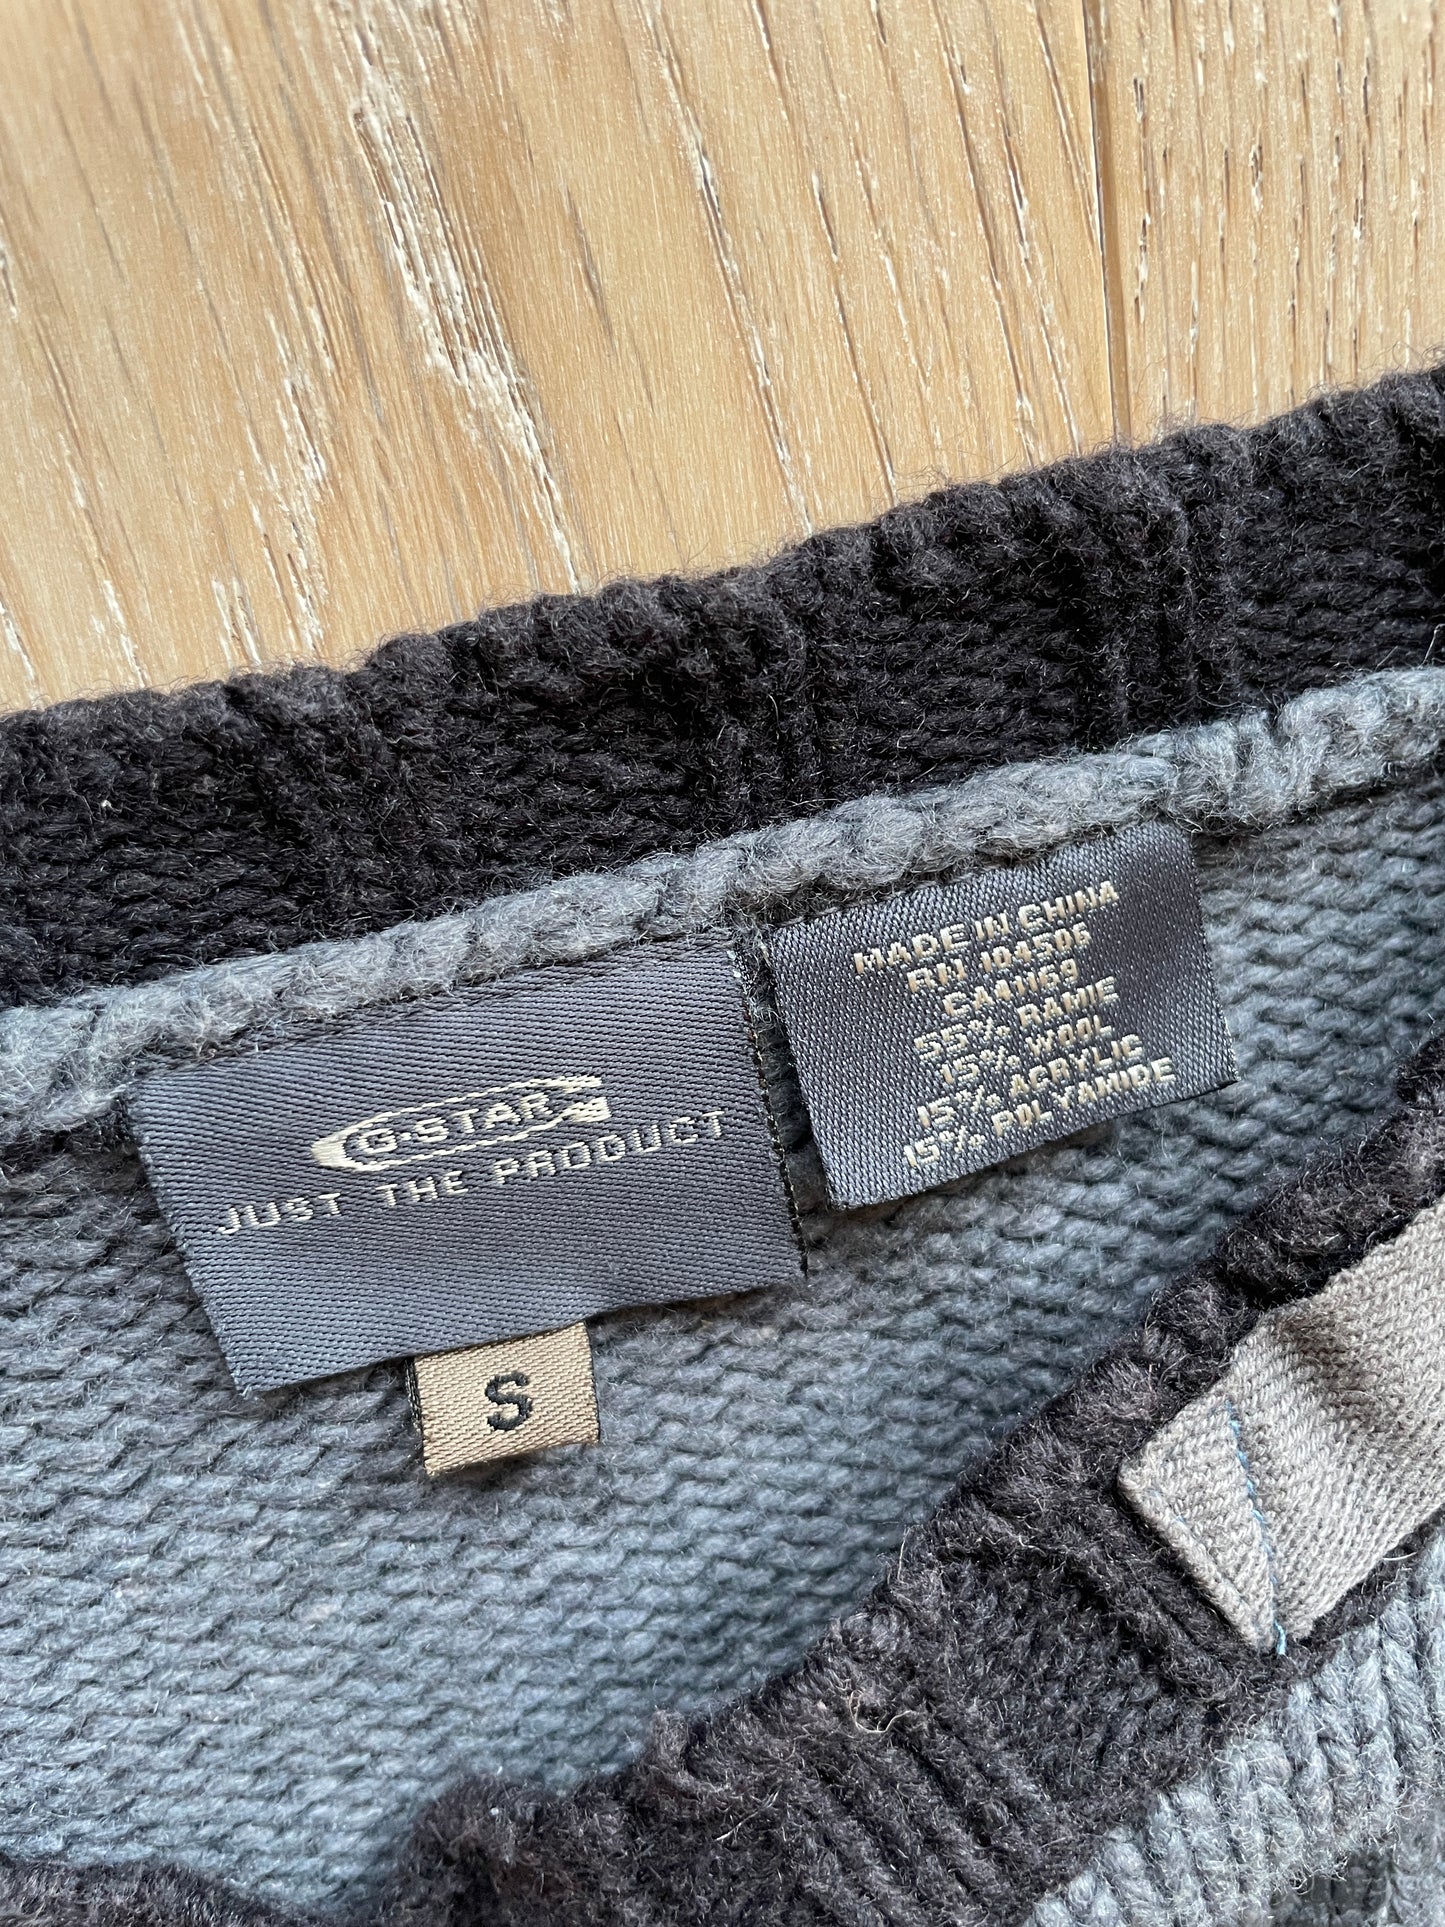 G-STAR
JUST THE PRODUCT
S
MADE IN CHINA
RN 104506
CA41169
55% RAMIE
15% WOOL
15% ACRYLIC
15% POLYAMIDE